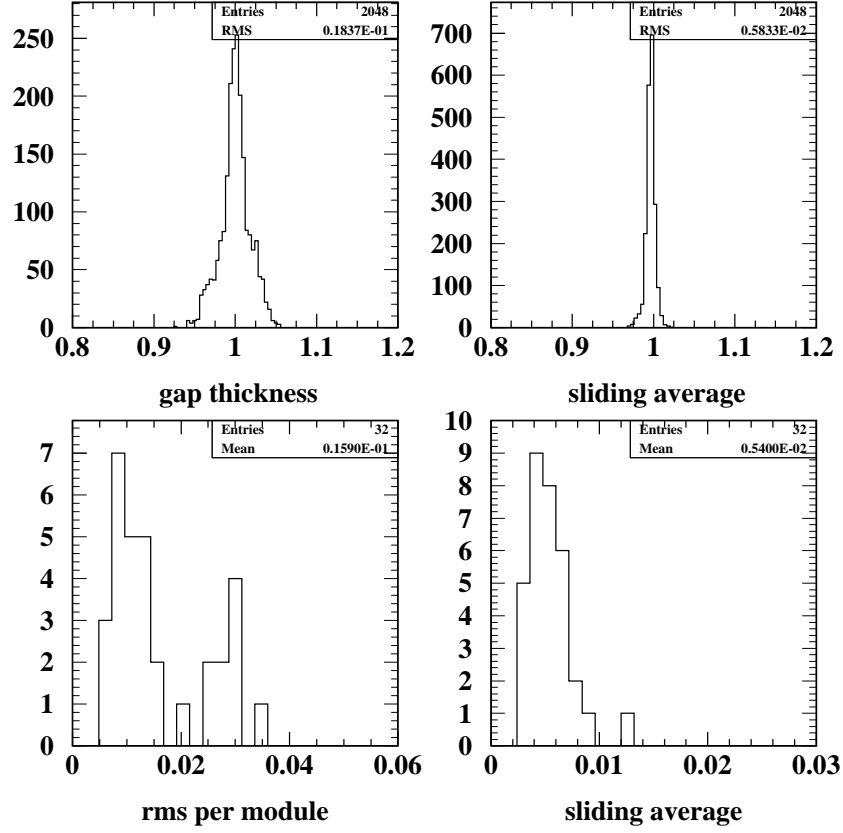 Entries 2048
RMS 0.1837E-01
250
200
150
100
50
0
0.8 0.9 1 1.1 1.2
gap thickness
Entries 2048
RMS 0.5833E-02
700
600
500
400
300
200
100
0
0.8 0.9 1 1.1 1.2
sliding average
Entries 32
Mean 0.1590E-01
7
6
5
4
3
2
1
0
0 0.02 0.04 0.06
rms per module
Entries 32
Mean 0.5400E-02
10
9
8
7
6
5
4
3
2
1
0
0 0.01 0.02 0.03
sliding average